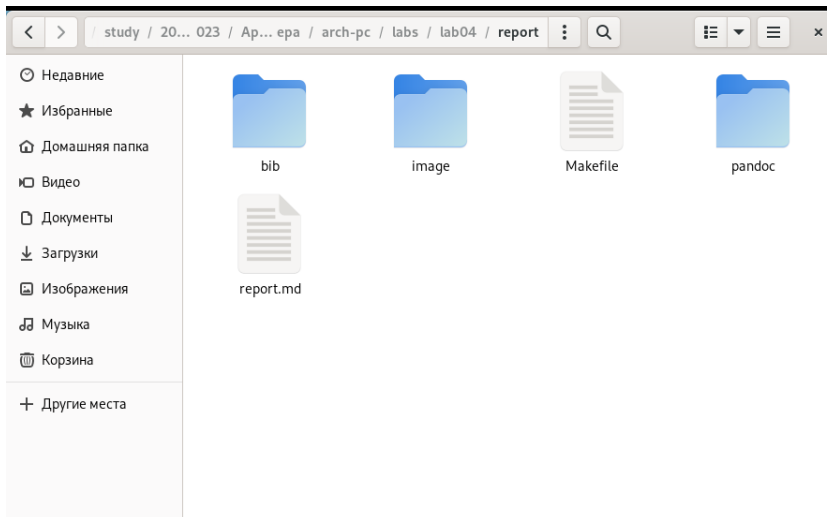 / study / 20... 023 / Ap... epa / arch-pc / labs / lab04 / report
Недавние
Избранные
Домашняя папка
Видео
Документы
Загрузки
Изображения
Музыка
Корзина
Другие места
bib image Makefile pandoc
report.md